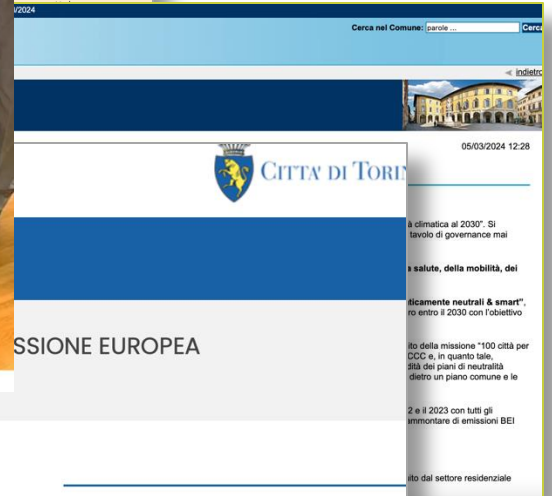 /2024
Cerca nel Comune: parole ... Cerca
indietro
05/03/2024 12:28
CITTA' DI TORI
à climatica al 2030". Si
tavolo di governance mai
a salute, della mobilità, dei
ticamente neutrali & smart",
ro entro il 2030 con l'obiettivo
SSIONE EUROPEA
ito della missione "100 città per
CCC e, in quanto tale,
dità dei piani di neutralità
dietro un piano comune e le
2 e il 2023 con tutti gli
ammontare di emissioni BEI
ito dal settore residenziale